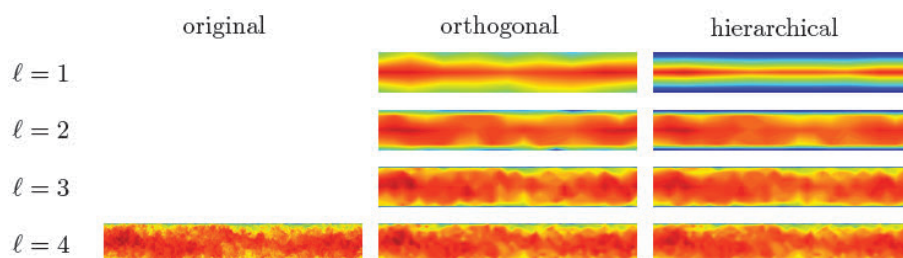 original orthogonal hierarchical
ℓ = 1
ℓ = 2
ℓ = 3
ℓ = 4